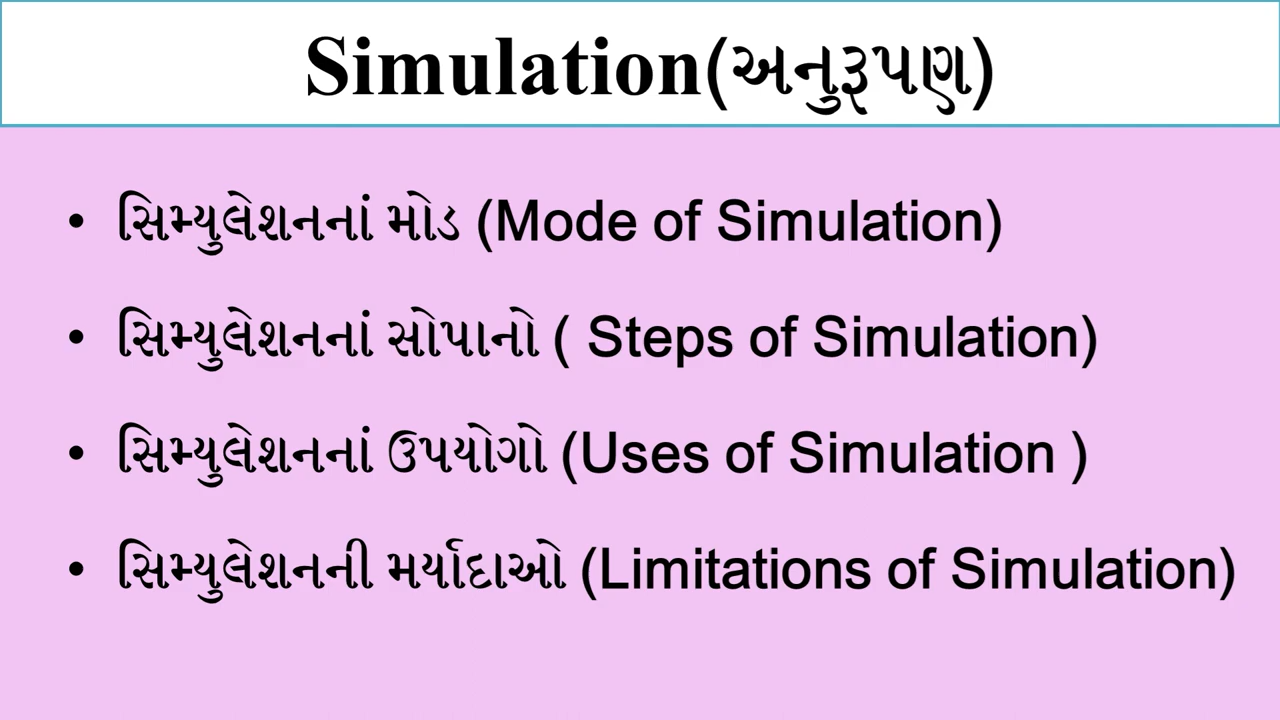 Simulation(અનુરૂપણ)
• સિમ્યુલેશનનાં મોડ (Mode of Simulation)
• સિમ્યુલેશનનાં સોપાનો ( Steps of Simulation)
• સિમ્યુલેશનનાં ઉપયોગો (Uses of Simulation )
• સિમ્યુલેશનની મર્યાદાઓ (Limitations of Simulation)